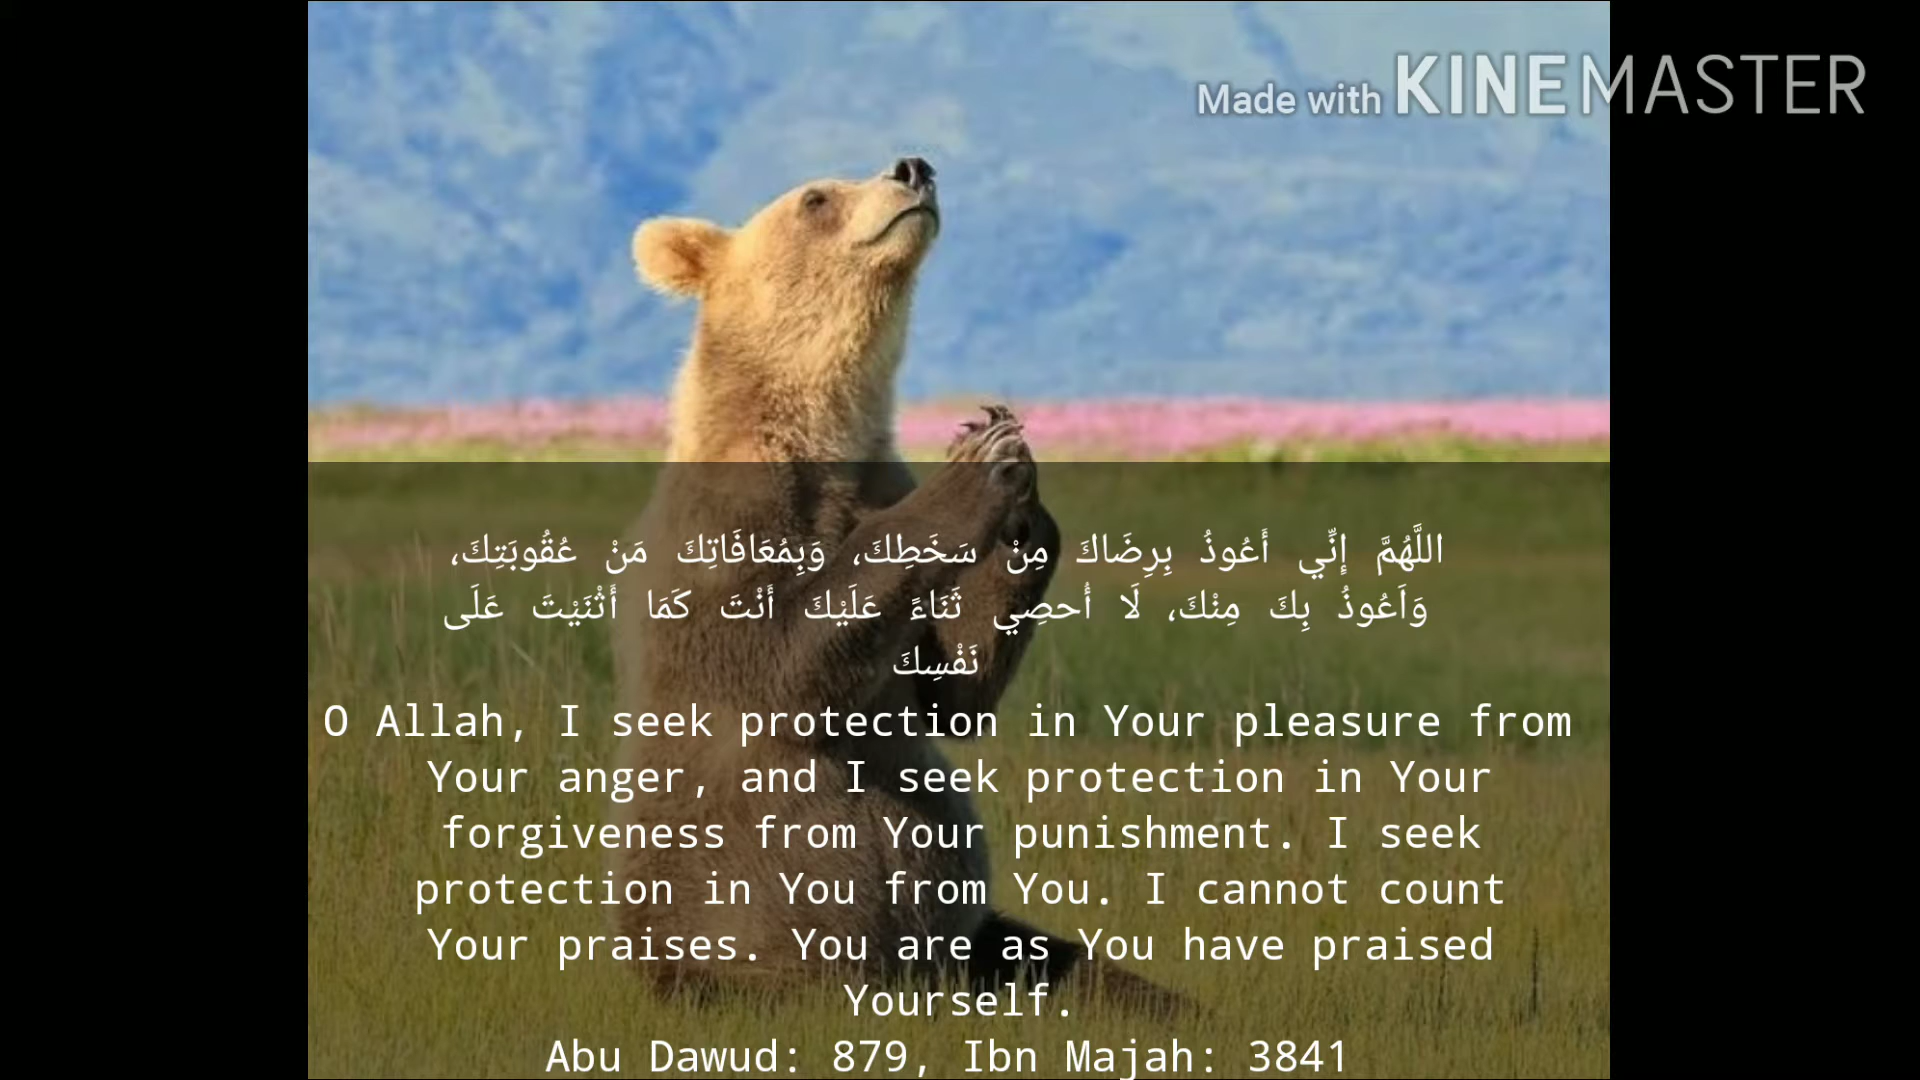 Made with KINEMASTER
اللَّهُمَّ إِنِّي أَعُوذُ بِرِضَاكَ مِنْ سَخَطِكَ، وَبِمُعَافَاتِكَ مَنْ عُقُوبَتِكَ،
وَاَعُوذُ بِكَ مِنْكَ، لَا أُحصِي ثَنَاءً عَلَيْكَ أَنْتَ كَمَا أَثْنَيْتَ عَلَى
نَفْسِكَ
O Allah, I seek protection in Your pleasure from
Your anger, and I seek protection in Your
forgiveness from Your punishment. I seek
protection in You from You. I cannot count
Your praises. You are as You have praised
Yourself.
Abu Dawud: 879, Ibn Majah: 3841